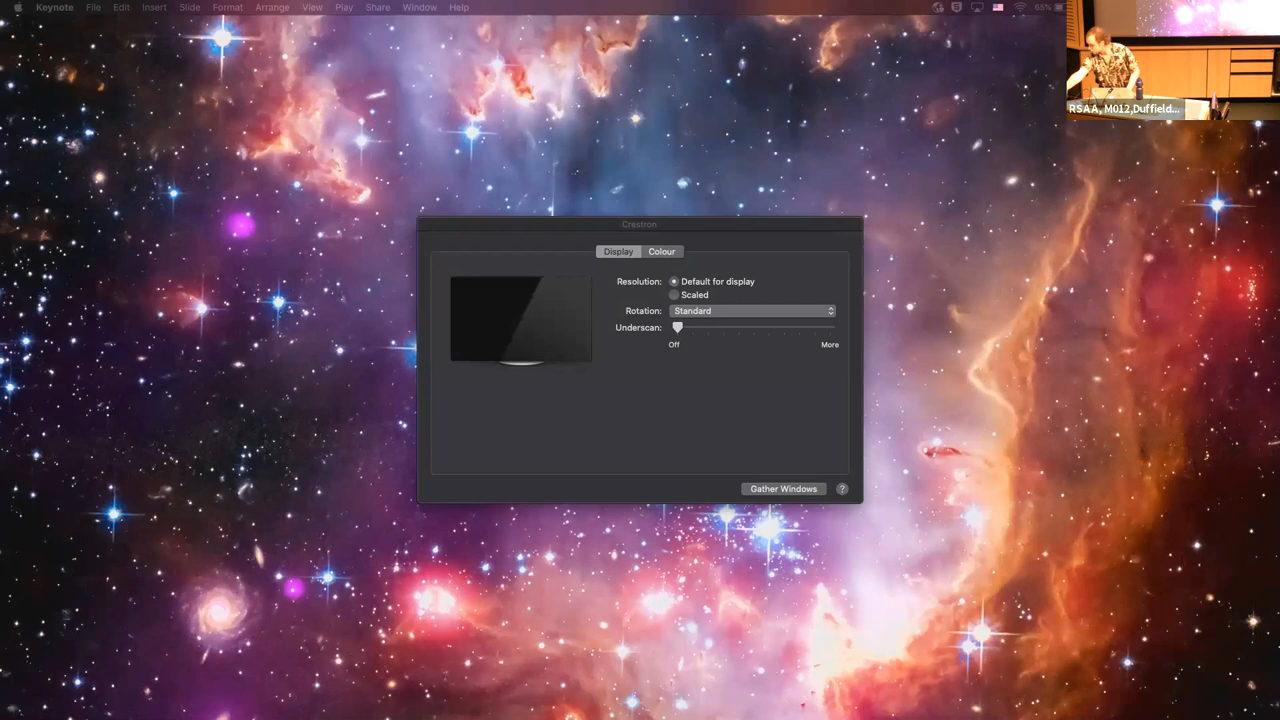 Keynote File Edit Insert Slide Format Arrange View Play Share Window Help 65%
RSAA, M012,Duffield...
Crestron
Display Colour
Resolution: Default for display
Scaled
Rotation: Standard
Underscan:
Off More
Gather Windows ?